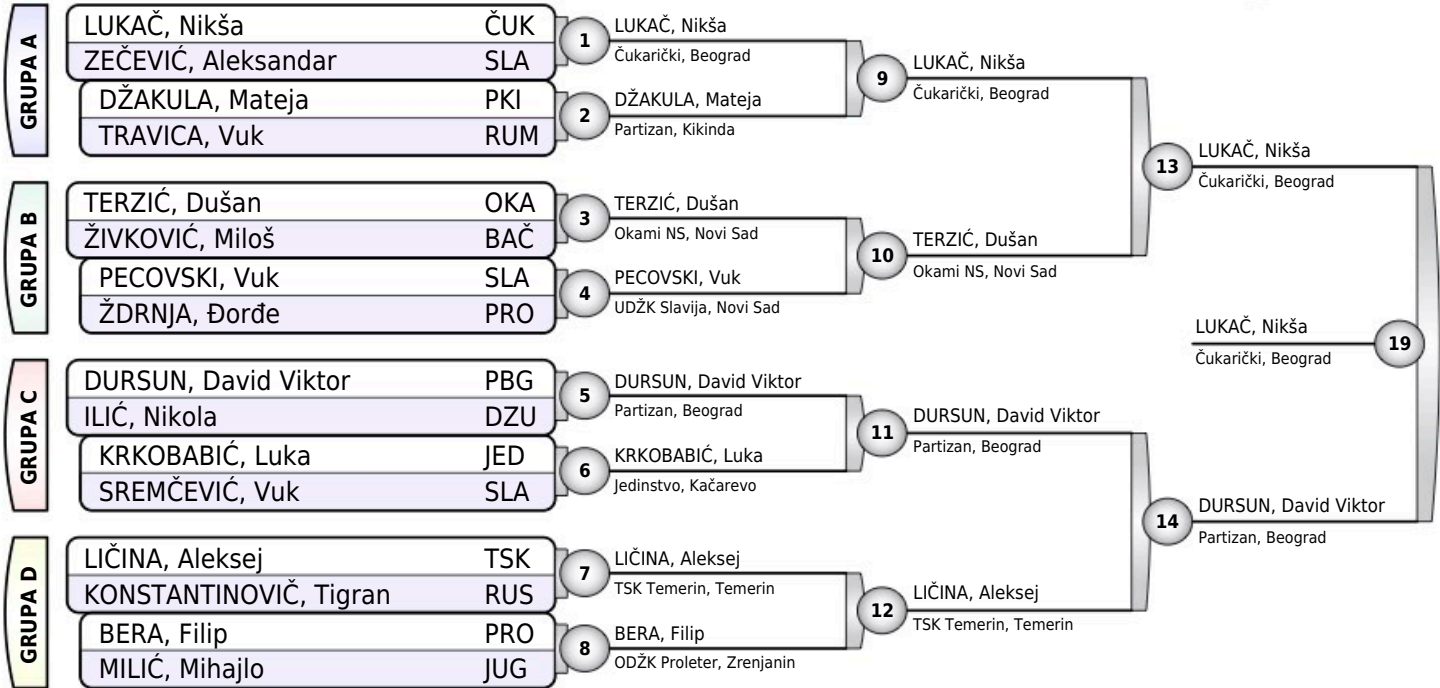 GRUPA A
LUKAČ, Nikša ČUK
ZEČEVIĆ, Aleksandar SLA
DŽAKULA, Mateja PKI
TRAVICA, Vuk RUM
GRUPA B
TERZIĆ, Dušan OKA
ŽIVKOVIĆ, Miloš BAČ
PECOVSKI, Vuk SLA
ŽDRNJA, Đorđe PRO
GRUPA C
DURSUN, David Viktor PBG
ILIĆ, Nikola DZU
KRKOBABIĆ, Luka JED
SREMČEVIĆ, Vuk SLA
GRUPA D
LIČINA, Aleksej TSK
KONSTANTINOVIČ, Tigran RUS
BERA, Filip PRO
MILIĆ, Mihajlo JUG
1
LUKAČ, Nikša
Čukarički, Beograd
2
DŽAKULA, Mateja
Partizan, Kikinda
3
TERZIĆ, Dušan
Okami NS, Novi Sad
4
PECOVSKI, Vuk
UDŽK Slavija, Novi Sad
5
DURSUN, David Viktor
Partizan, Beograd
6
KRKOBABIĆ, Luka
Jedinstvo, Kačarevo
7
LIČINA, Aleksej
TSK Temerin, Temerin
8
BERA, Filip
ODŽK Proleter, Zrenjanin
9
LUKAČ, Nikša
Čukarički, Beograd
10
TERZIĆ, Dušan
Okami NS, Novi Sad
11
DURSUN, David Viktor
Partizan, Beograd
12
LIČINA, Aleksej
TSK Temerin, Temerin
13
LUKAČ, Nikša
Čukarički, Beograd
14
DURSUN, David Viktor
Partizan, Beograd
LUKAČ, Nikša
Čukarički, Beograd
19